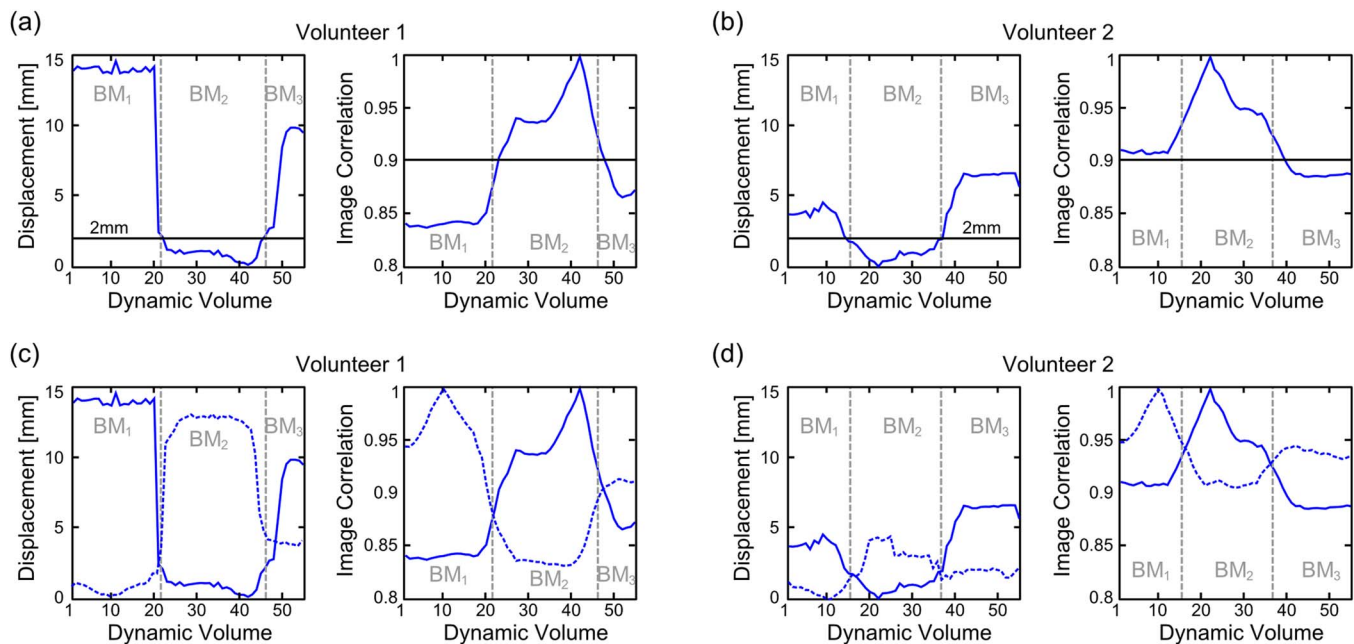 (a)
Volunteer 1
Displacement [mm]
15
10
5
0
BM₁
BM₂
BM₃
2mm
1
10
20
30
40
50
Dynamic Volume
Image Correlation
1
0.95
0.9
0.85
0.8
BM₁
BM₂
BM₃
1
10
20
30
40
50
Dynamic Volume
(b)
Volunteer 2
Displacement [mm]
15
10
5
0
BM₁
BM₂
BM₃
2mm
1
10
20
30
40
50
Dynamic Volume
Image Correlation
1
0.95
0.9
0.85
0.8
BM₁
BM₂
BM₃
1
10
20
30
40
50
Dynamic Volume
(c)
Volunteer 1
Displacement [mm]
15
10
5
0
BM₁
BM₂
BM₃
1
10
20
30
40
50
Dynamic Volume
Image Correlation
1
0.95
0.9
0.85
0.8
BM₁
BM₂
BM₃
1
10
20
30
40
50
Dynamic Volume
(d)
Volunteer 2
Displacement [mm]
15
10
5
0
BM₁
BM₂
BM₃
1
10
20
30
40
50
Dynamic Volume
Image Correlation
1
0.95
0.9
0.85
0.8
BM₁
BM₂
BM₃
1
10
20
30
40
50
Dynamic Volume